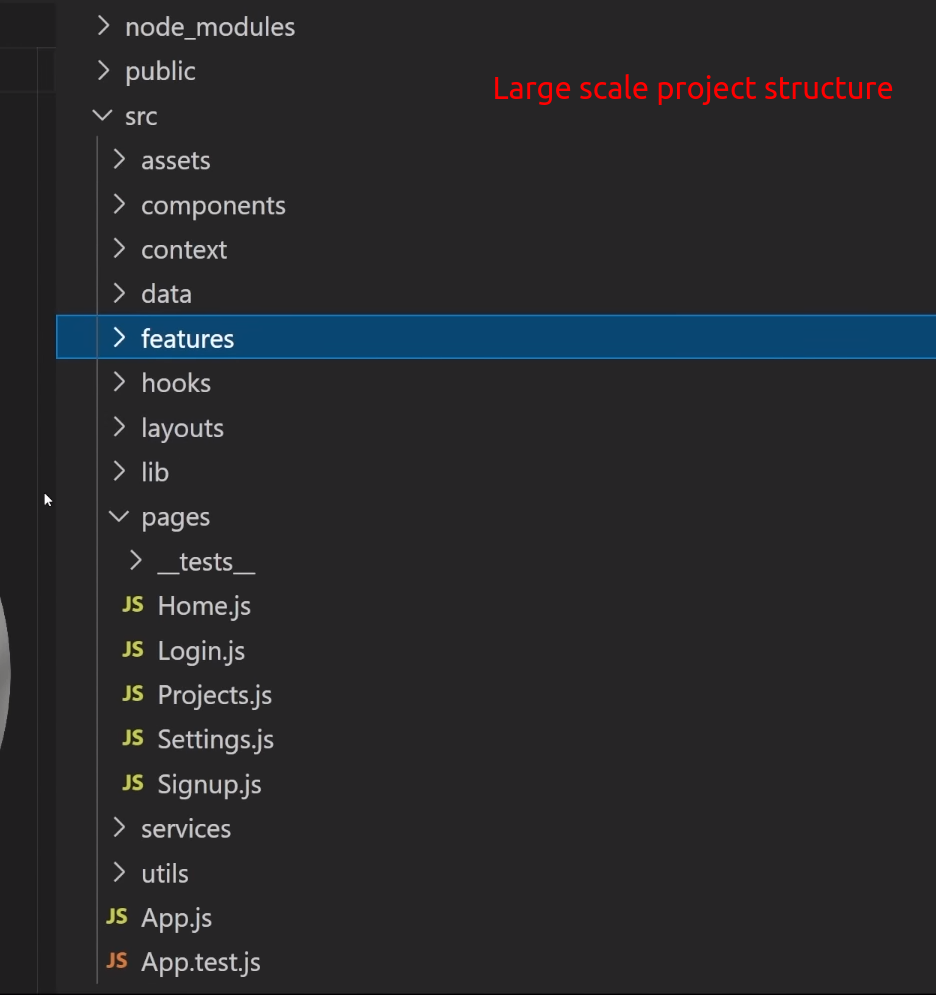 node_modules
public
Large scale project structure
src
assets
components
context
data
features
hooks
layouts
lib
pages
__tests__
JS Home.js
JS Login.js
JS Projects.js
JS Settings.js
JS Signup.js
services
utils
JS App.js
JS App.test.js